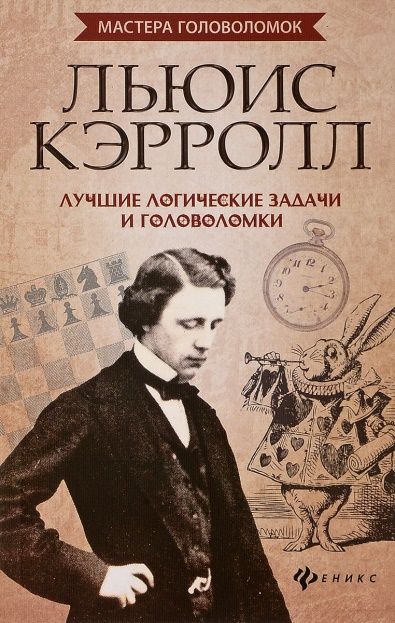 МАСТЕРА ГОЛОВОЛОМОК
ЛЬЮИС
КЭРРОЛЛ
ЛУЧШИЕ ЛОГИЧЕСКИЕ ЗАДАЧИ
И ГОЛОВОЛОМКИ
ФЕНИКС